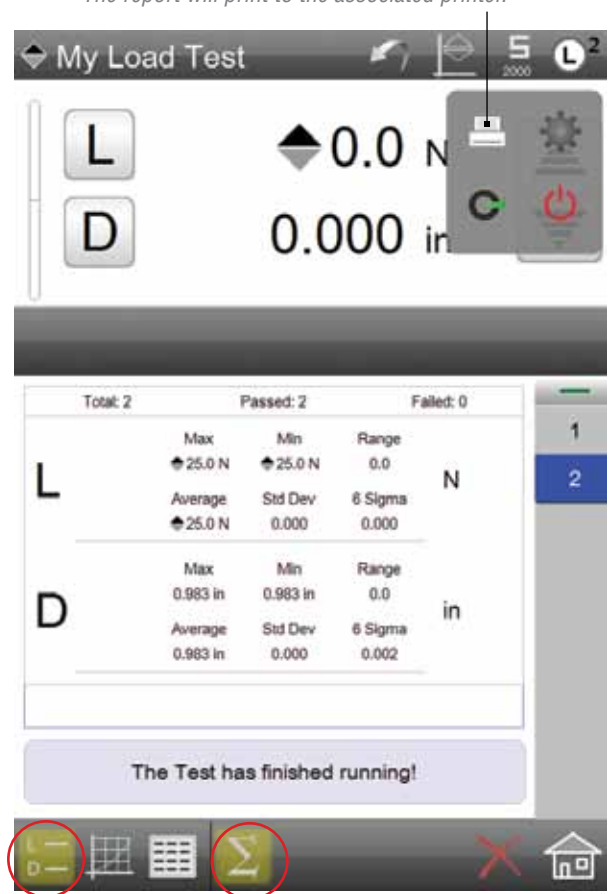 The report will print to the associated printer.
My Load Test
5
2000
L 2
L 0.0 N
D 0.000 in
Total: 2 Passed: 2 Failed: 0
1
2
L
Max Min Range
25.0 N 25.0 N 0.0
N
Average Std Dev 6 Sigma
25.0 N 0.000 0.000
D
Max Min Range
0.983 in 0.983 in 0.0
in
Average Std Dev 6 Sigma
0.983 in 0.000 0.002
The Test has finished running!
L
D
Σ